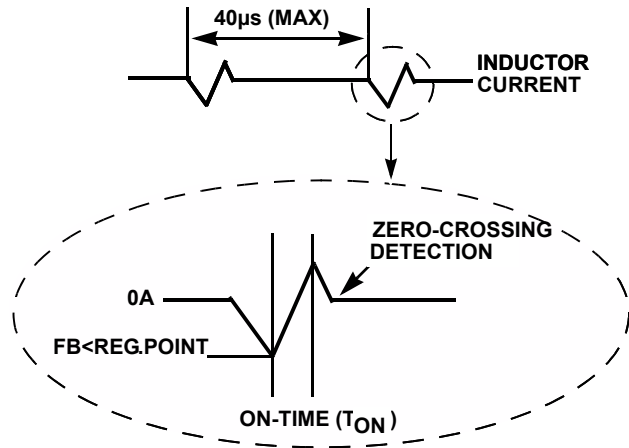 40µs (MAX)
INDUCTOR
CURRENT
ZERO-CROSSING
DETECTION
0A
FB<REG.POINT
ON-TIME (TON )